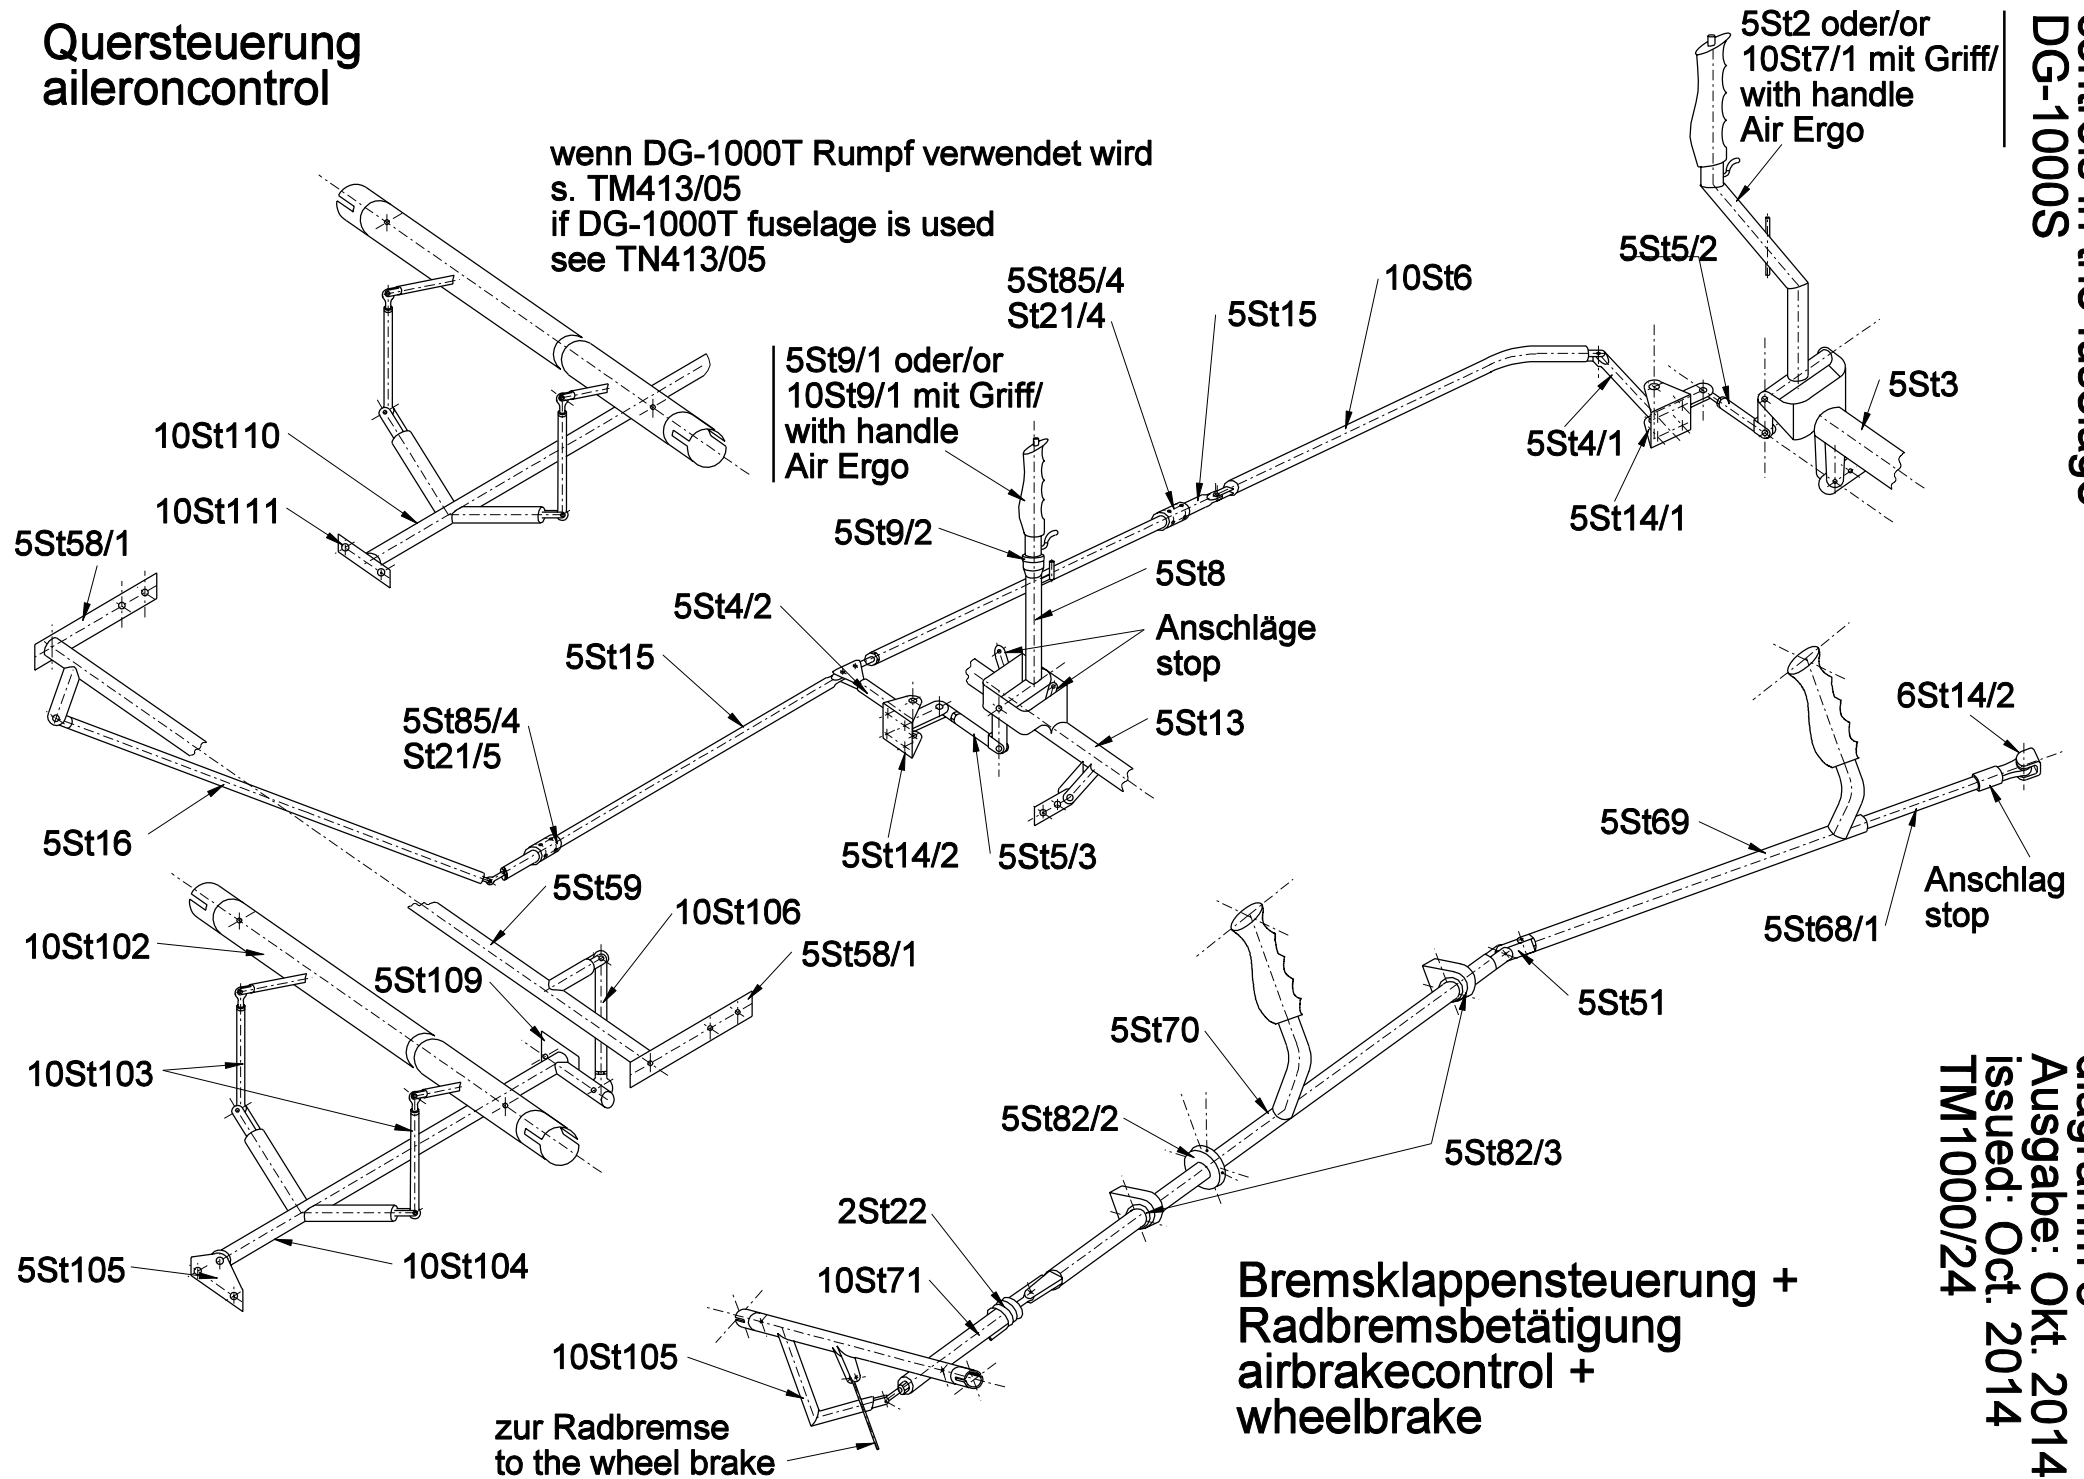 Quersteuerung
aileroncontrol
wenn DG-1000T Rumpf verwendet wird
s. TM413/05
if DG-1000T fuselage is used
see TN413/05
5St2 oder/or
10St7/1 mit Griff/
with handle
Air Ergo
DG-1000S
5St5/2
5St85/4
St21/4
5St15
10St6
5St3
5St9/1 oder/or
10St9/1 mit Griff/
with handle
Air Ergo
10St110
10St111
5St4/1
5St14/1
5St58/1
5St9/2
5St8
5St4/2
Anschläge
stop
5St15
5St85/4
St21/5
5St13
6St14/2
5St16
5St14/2
5St5/3
5St69
Anschlag
stop
5St68/1
5St59
10St106
5St58/1
10St102
5St109
5St51
5St70
10St103
5St82/2
5St82/3
2St22
10St71
5St105
10St104
10St105
zur Radbremse
to the wheel brake
Bremsklappensteuerung +
Radbremsbetätigung
airbrakecontrol +
wheelbrake
Ausgabe: Okt. 2014
issued: Oct. 2014
TM1000/24